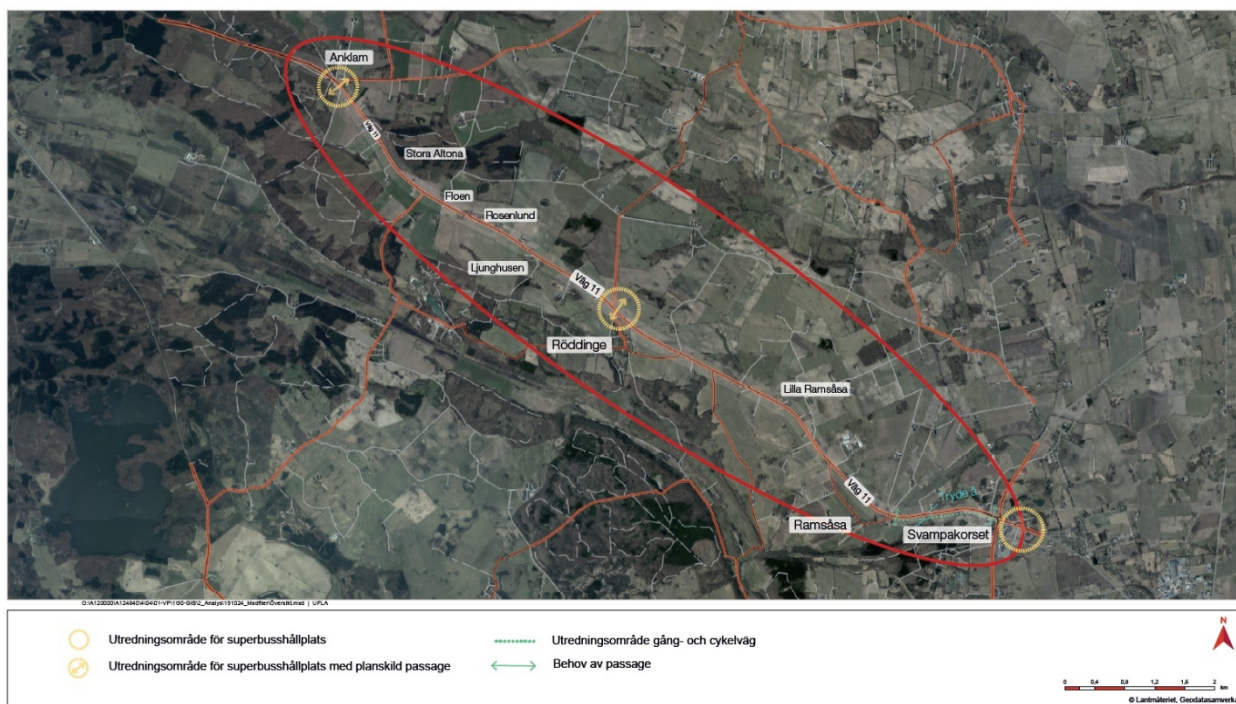 Anklam
Väg 11
Stora Altona
Floen
Rosenlund
Ljunghusen
Väg 11
Röddinge
Lilla Ramsåsa
Väg 11
Tryde å
Ramsåsa
Svampakorset
Utredningsområde för superbusshållplats
Utredningsområde för superbusshållplats med planskild passage
Utredningsområde gång- och cykelväg
Behov av passage
N
0 0,4 0,8 1,2 1,6 2
km
© Lantmäteriet, Geodatasamverka